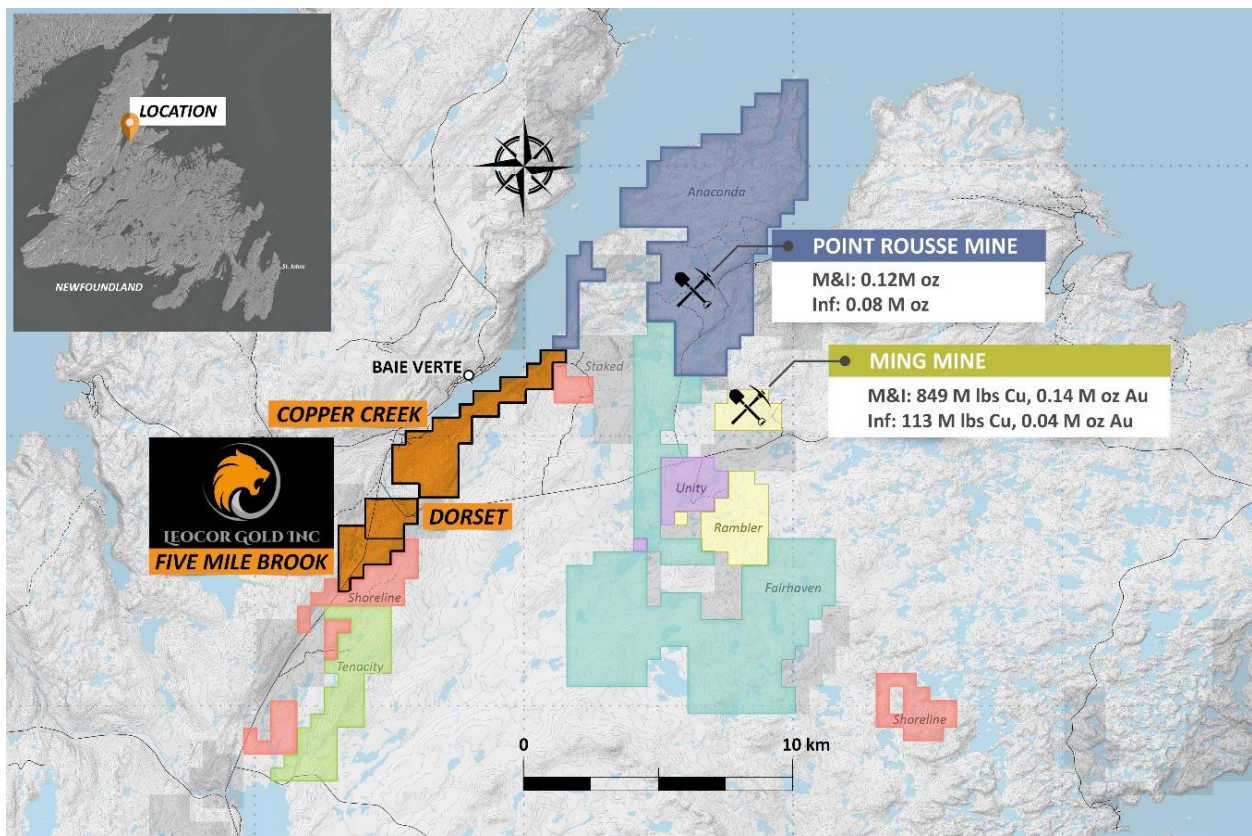 LOCATION
St. Johns
NEWFOUNDLAND
Anaconda
POINT ROUSSE MINE
M&I: 0.12M oz
Inf: 0.08 M oz
Staked
BAIE VERTE
MING MINE
M&I: 849 M lbs Cu, 0.14 M oz Au
Inf: 113 M lbs Cu, 0.04 M oz Au
COPPER CREEK
LEOCOR GOLD INC
FIVE MILE BROOK
DORSET
Unity
Rambler
Shoreline
Fairhaven
Tenacity
Shoreline
0
10 km